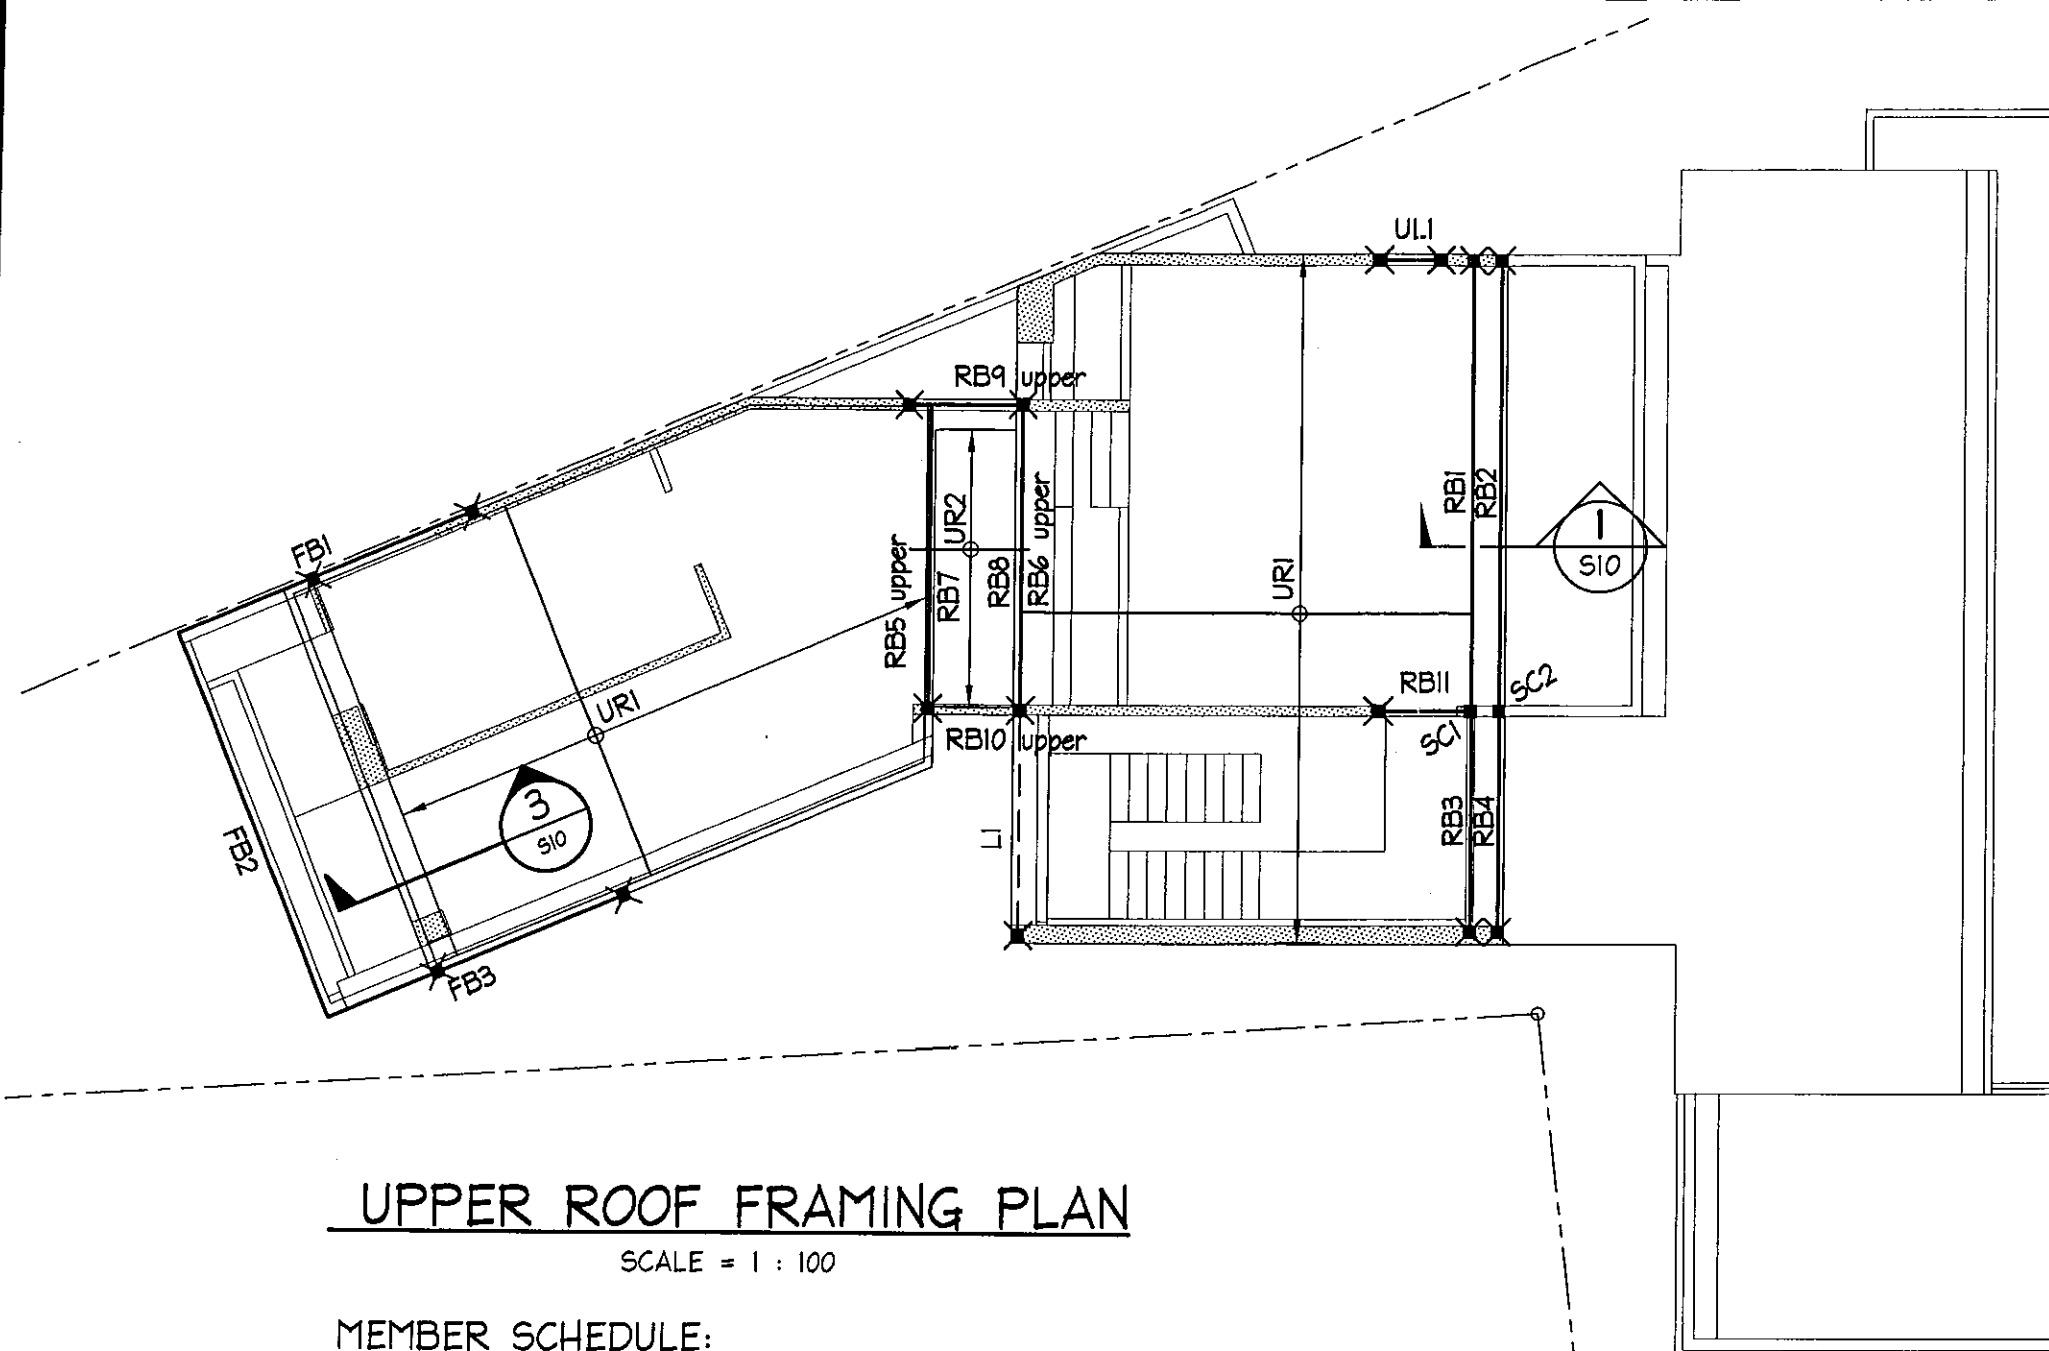 UL1
RB9 upper
FB1
RB1
RB2
1
S10
UR2
RB6 upper
RB5 upper
RB7
RB8
UR1
RB11
SC2
SC1
UR1
RB10 upper
3
S10
FB2
L1
RB3
RB4
FB3
UPPER ROOF FRAMING PLAN
SCALE = 1 : 100
MEMBER SCHEDULE: